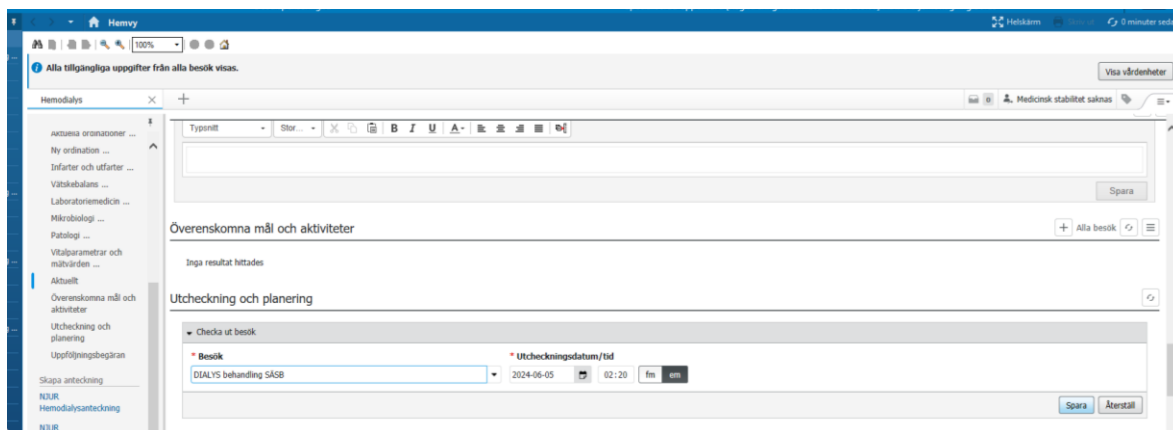 Hemvy
Helskärm
0 minuter seda
100%
Alla tillgängliga uppgifter från alla besök visas.
Visa vårdenheter
Hemodialys
0 Medicinsk stabilitet saknas
Aktuella ordinationer ...
Ny ordination ...
Infarter och utfarter ...
Vätskebalans ...
Laboratoriemedicin ...
Mikrobiologi ...
Patologi ...
Vitalparametrar och
mätvärden ...
Aktuellt
Överenskomna mål och
aktiviteter
Utcheckning och
planering
Uppföljningsbegäran
Skapa anteckning
NJUR
Hemodialysanteckning
NJUR
Typsnitt
Stor...
B I U A
Spara
Överenskomna mål och aktiviteter
Alla besök
Inga resultat hittades
Utcheckning och planering
Checka ut besök
* Besök
* Utcheckningsdatum/tid
DIALYS behandling SÄSB
2024-06-05
02:20
fm em
Spara
Återställ